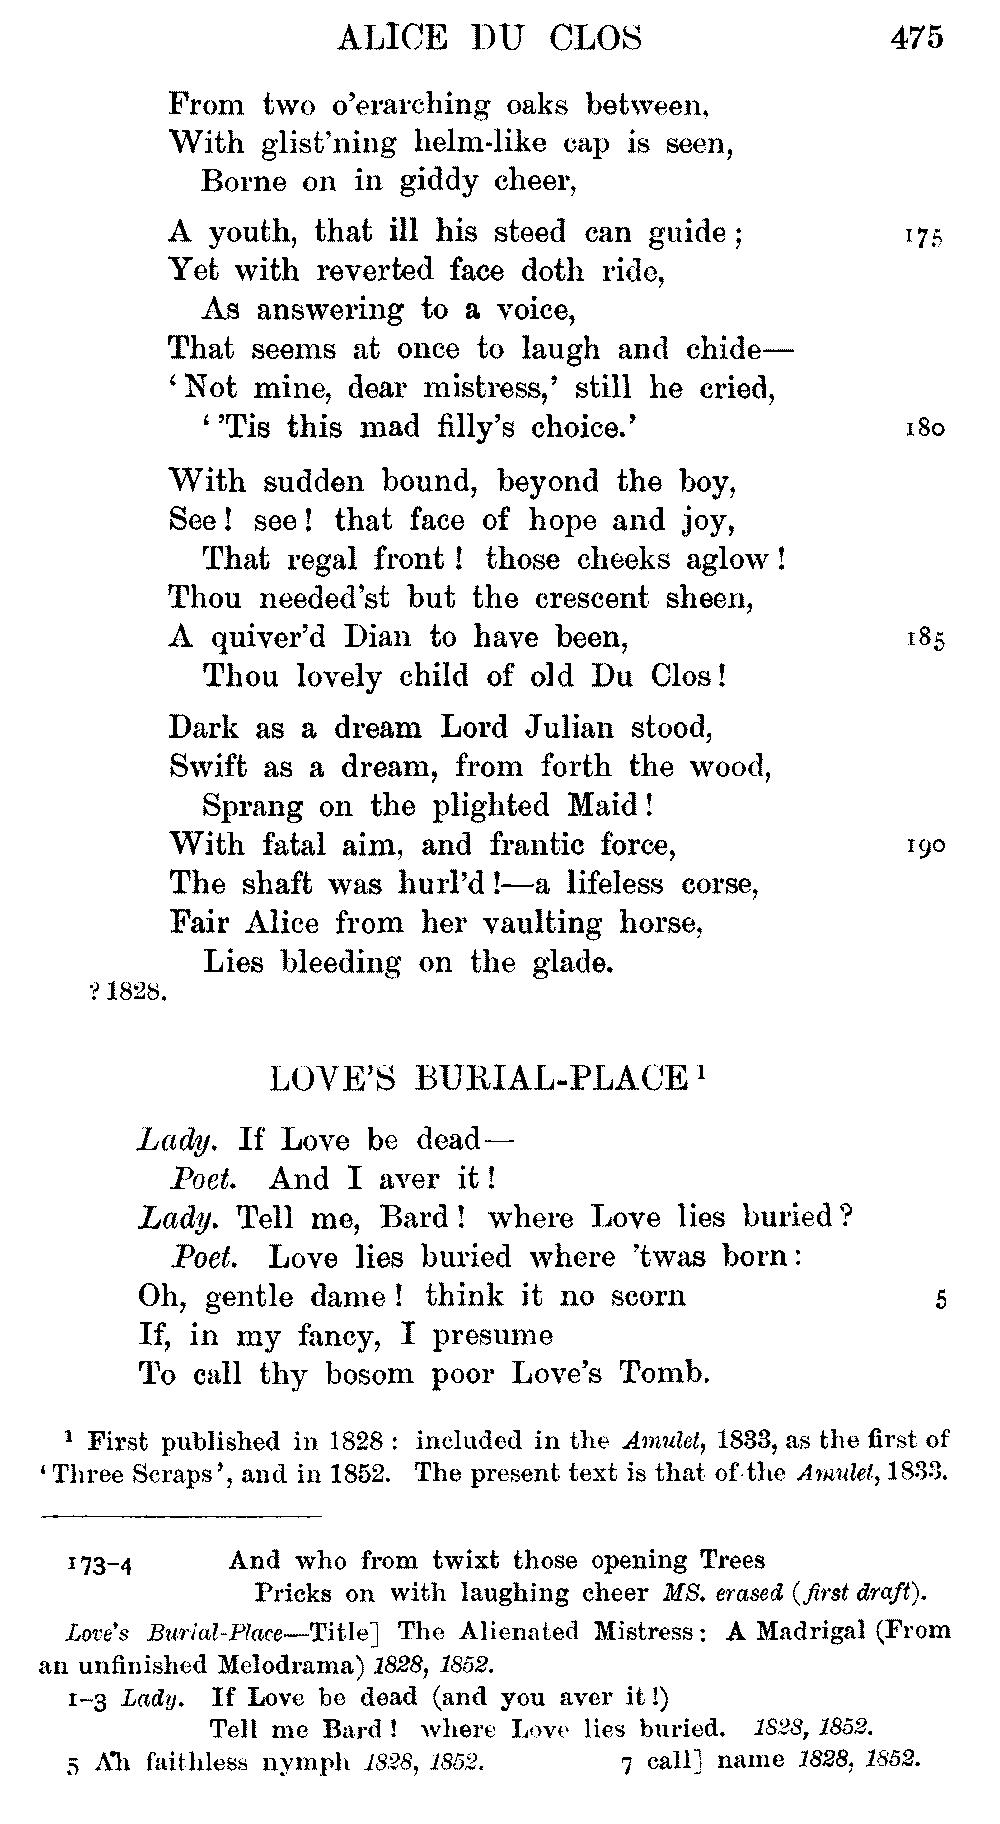 ALICE DU CLOS 475
From two o'erarching oaks between,
With glist'ning helm-like cap is seen,
Borne on in giddy cheer,
A youth, that ill his steed can guide; 175
Yet with reverted face doth ride,
As answering to a voice,
That seems at once to laugh and chide—
'Not mine, dear mistress,' still he cried,
''Tis this mad filly's choice.' 180
With sudden bound, beyond the boy,
See! see! that face of hope and joy,
That regal front! those cheeks aglow!
Thou needed'st but the crescent sheen,
A quiver'd Dian to have been, 185
Thou lovely child of old Du Clos!
Dark as a dream Lord Julian stood,
Swift as a dream, from forth the wood,
Sprang on the plighted Maid!
With fatal aim, and frantic force, 190
The shaft was hurl'd!—a lifeless corse,
Fair Alice from her vaulting horse,
Lies bleeding on the glade.
? 1828.
LOVE'S BURIAL-PLACE ¹
Lady. If Love be dead—
Poet. And I aver it!
Lady. Tell me, Bard! where Love lies buried?
Poet. Love lies buried where 'twas born:
Oh, gentle dame! think it no scorn 5
If, in my fancy, I presume
To call thy bosom poor Love's Tomb.
¹ First published in 1828: included in the Amulet, 1833, as the first of
'Three Scraps', and in 1852. The present text is that of the Amulet, 1833.
173-4 And who from twixt those opening Trees
Pricks on with laughing cheer MS. erased (first draft).
Love's Burial-Place—Title] The Alienated Mistress: A Madrigal (From
an unfinished Melodrama) 1828, 1852.
1-3 Lady. If Love be dead (and you aver it!)
Tell me Bard! where Love lies buried. 1828, 1852.
5 Ah faithless nymph 1828, 1852. 7 call] name 1828, 1852.